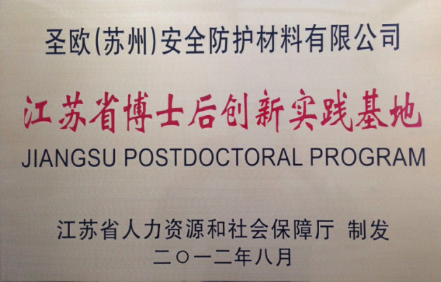 圣欧(苏州)安全防护材料有限公司
江苏省博士后创新实践基地
JIANGSU POSTDOCTORAL PROGRAM
江苏省人力资源和社会保障厅 制发
二〇一二年八月